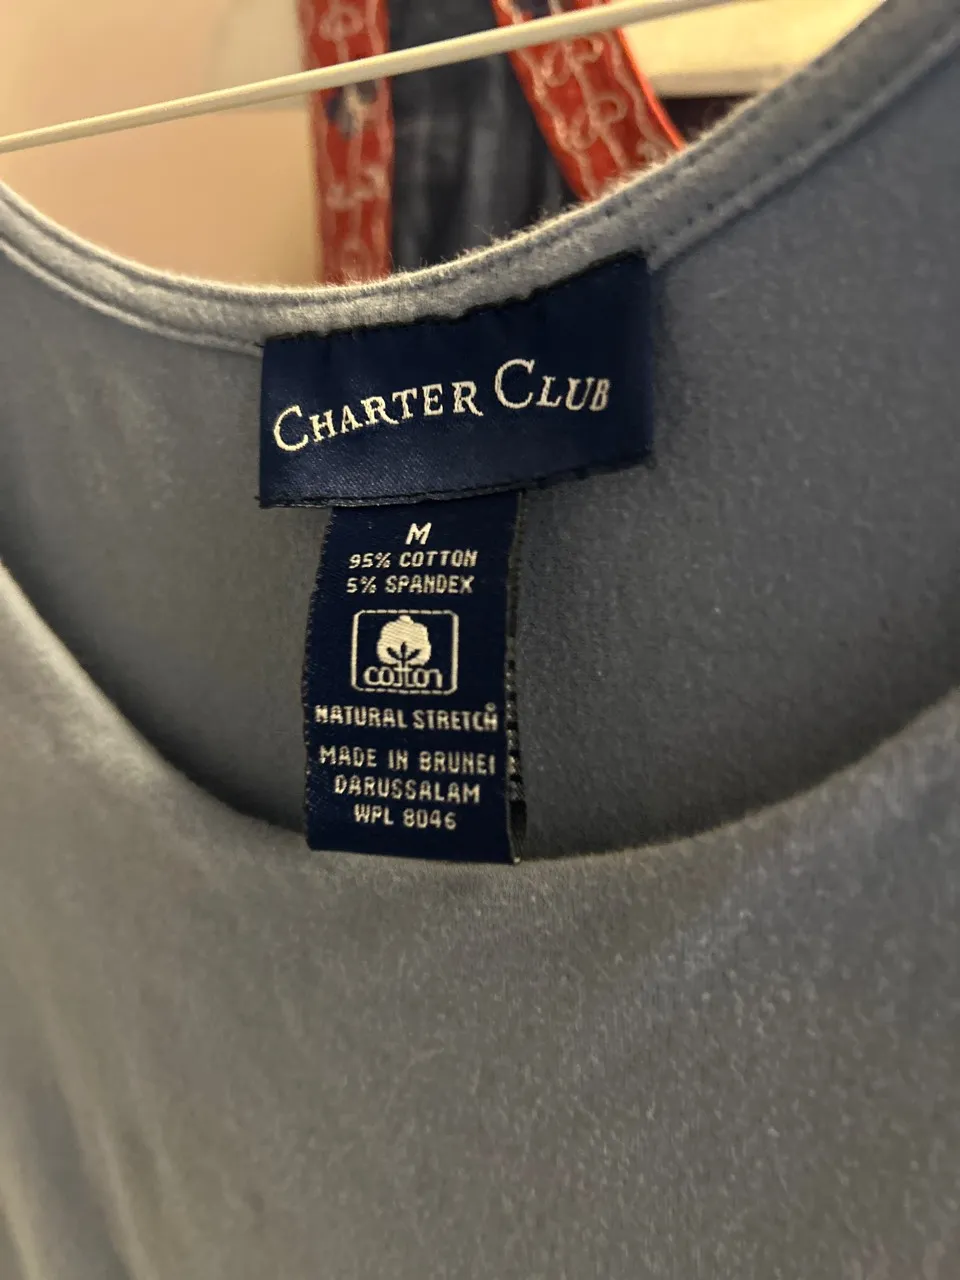 CHARTER CLUB
M
95% COTTON
5% SPANDEX
cotton
NATURAL STRETCH®
MADE IN BRUNEI
DARUSSALAM
WPL 8046